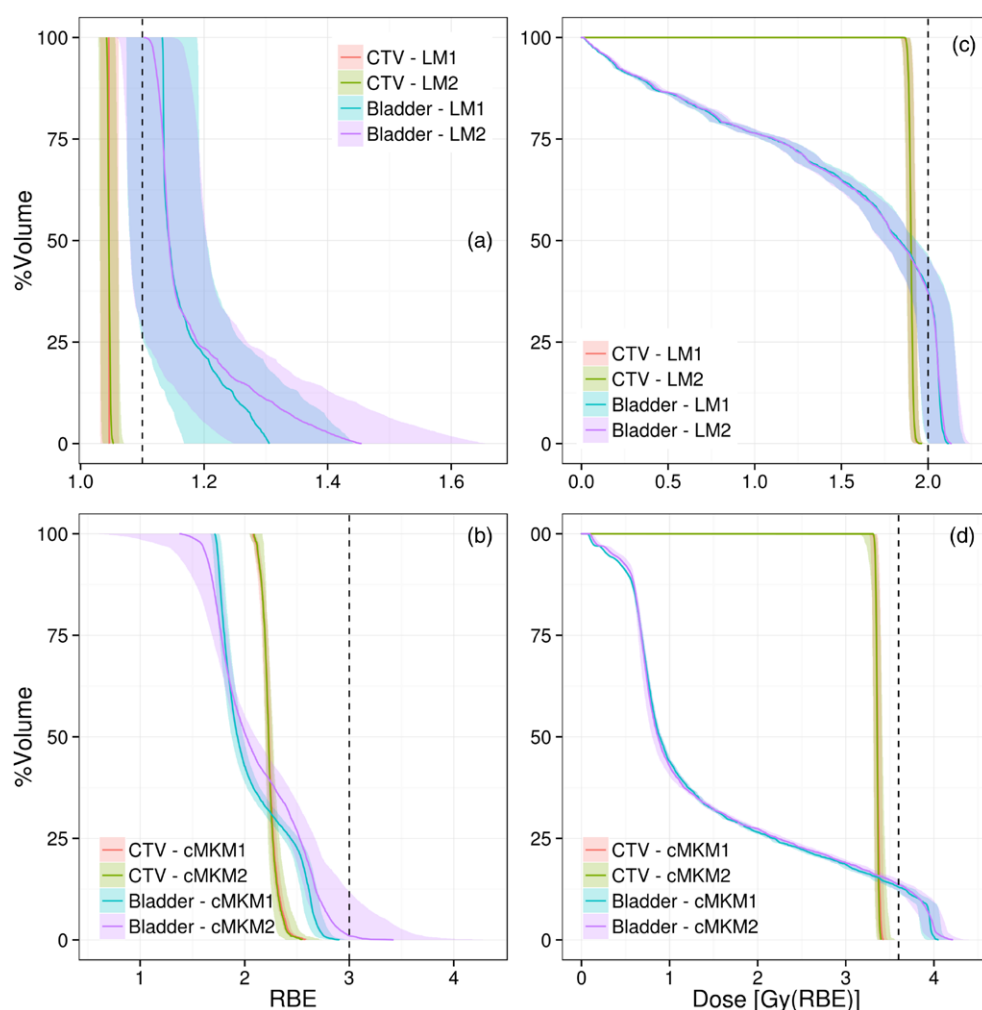 100
75
50
25
0
%Volume
CTV - LM1
CTV - LM2
Bladder - LM1
Bladder - LM2
(a)
1.0 1.2 1.4 1.6
(c)
100
75
50
25
0
CTV - LM1
CTV - LM2
Bladder - LM1
Bladder - LM2
0.0 0.5 1.0 1.5 2.0
(b)
100
75
50
25
0
%Volume
CTV - cMKM1
CTV - cMKM2
Bladder - cMKM1
Bladder - cMKM2
1 2 3 4
RBE
(d)
00
75
50
25
0
CTV - cMKM1
CTV - cMKM2
Bladder - cMKM1
Bladder - cMKM2
0 1 2 3 4
Dose [Gy(RBE)]